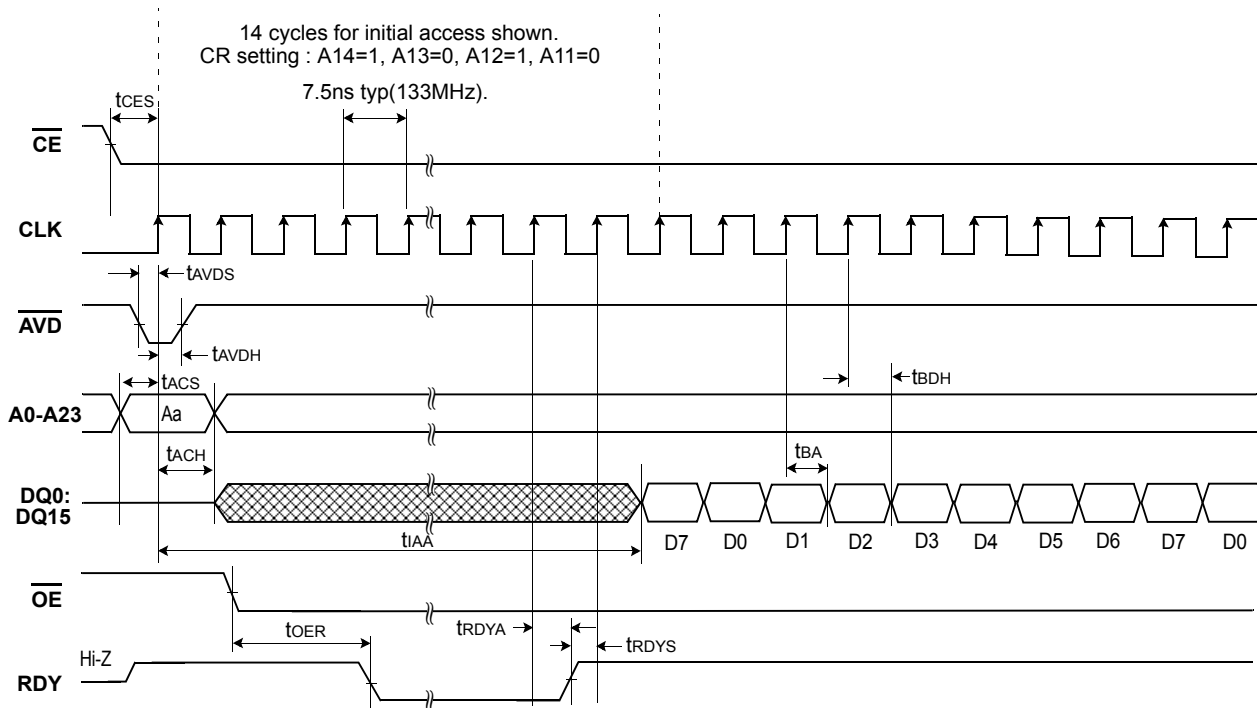 14 cycles for initial access shown.
CR setting : A14=1, A13=0, A12=1, A11=0
7.5ns typ(133MHz).
tCES
CE
CLK
tAVDS
AVD
tAVDH
tACS
tBDH
A0-A23
Aa
tACH
tBA
DQ0:
DQ15
tIAA
D7 D0 D1 D2 D3 D4 D5 D6 D7 D0
OE
tOER
tRDYA
tRDYS
Hi-Z
RDY